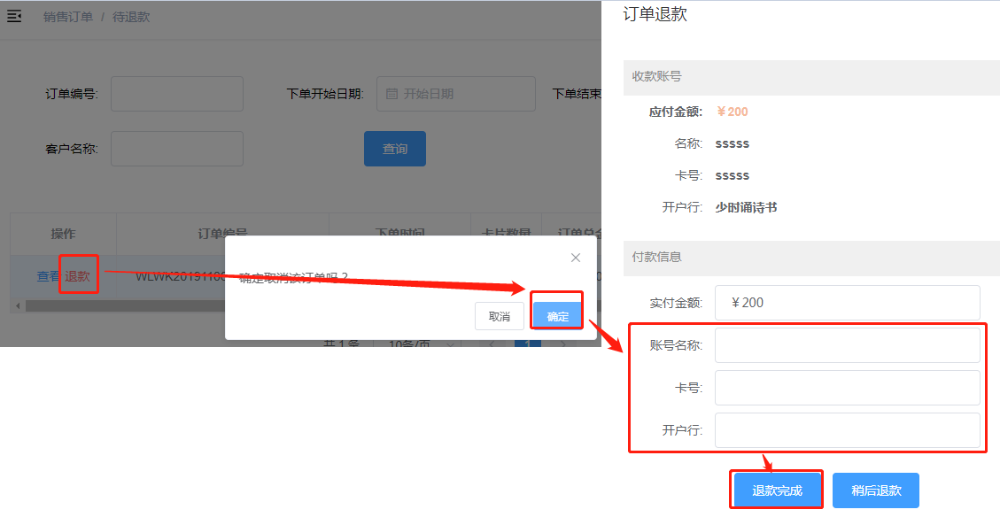 销售订单 / 待退款
订单编号:
下单开始日期: 开始日期
下单结束
客户名称:
查询
操作 订单编号 下单时间 卡片数量 订单总金
查看 退款 WLWK20191180
确定取消该订单吗？
取消 确定
共 1 条 10条/页 1
订单退款
收款账号
应付金额: ￥200
名称: sssss
卡号: sssss
开户行: 少时诵诗书
付款信息
实付金额: ￥200
账号名称:
卡号:
开户行:
退款完成 稍后退款